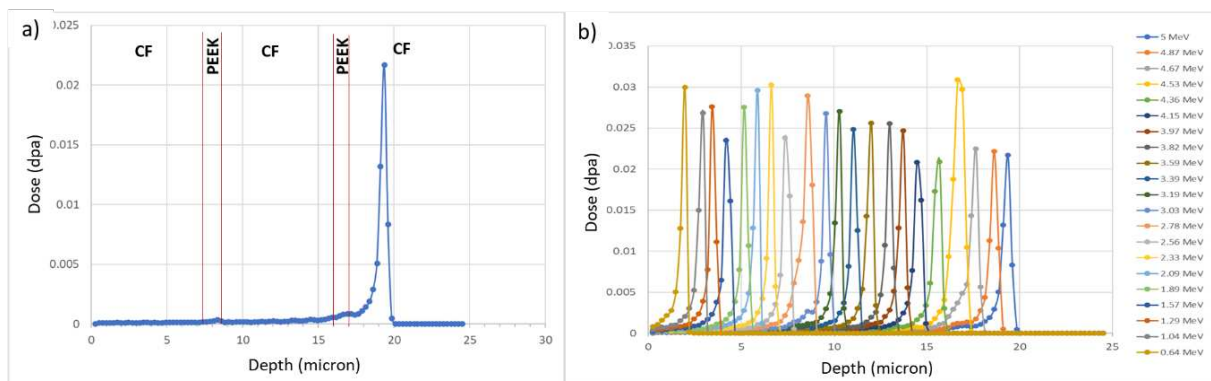 a)
0.025
0.02
0.015
0.01
0.005
0
Dose (dpa)
CF
PEEK
CF
PEEK
CF
0 5 10 15 20 25 30
Depth (micron)
b)
0.035
0.03
0.025
0.02
0.015
0.01
0.005
0
Dose (dpa)
0 5 10 15 20 25
Depth (micron)
5 MeV
4.87 MeV
4.67 MeV
4.53 MeV
4.36 MeV
4.15 MeV
3.97 MeV
3.82 MeV
3.59 MeV
3.39 MeV
3.19 MeV
3.03 MeV
2.78 MeV
2.56 MeV
2.33 MeV
2.09 MeV
1.89 MeV
1.57 MeV
1.29 MeV
1.04 MeV
0.64 MeV